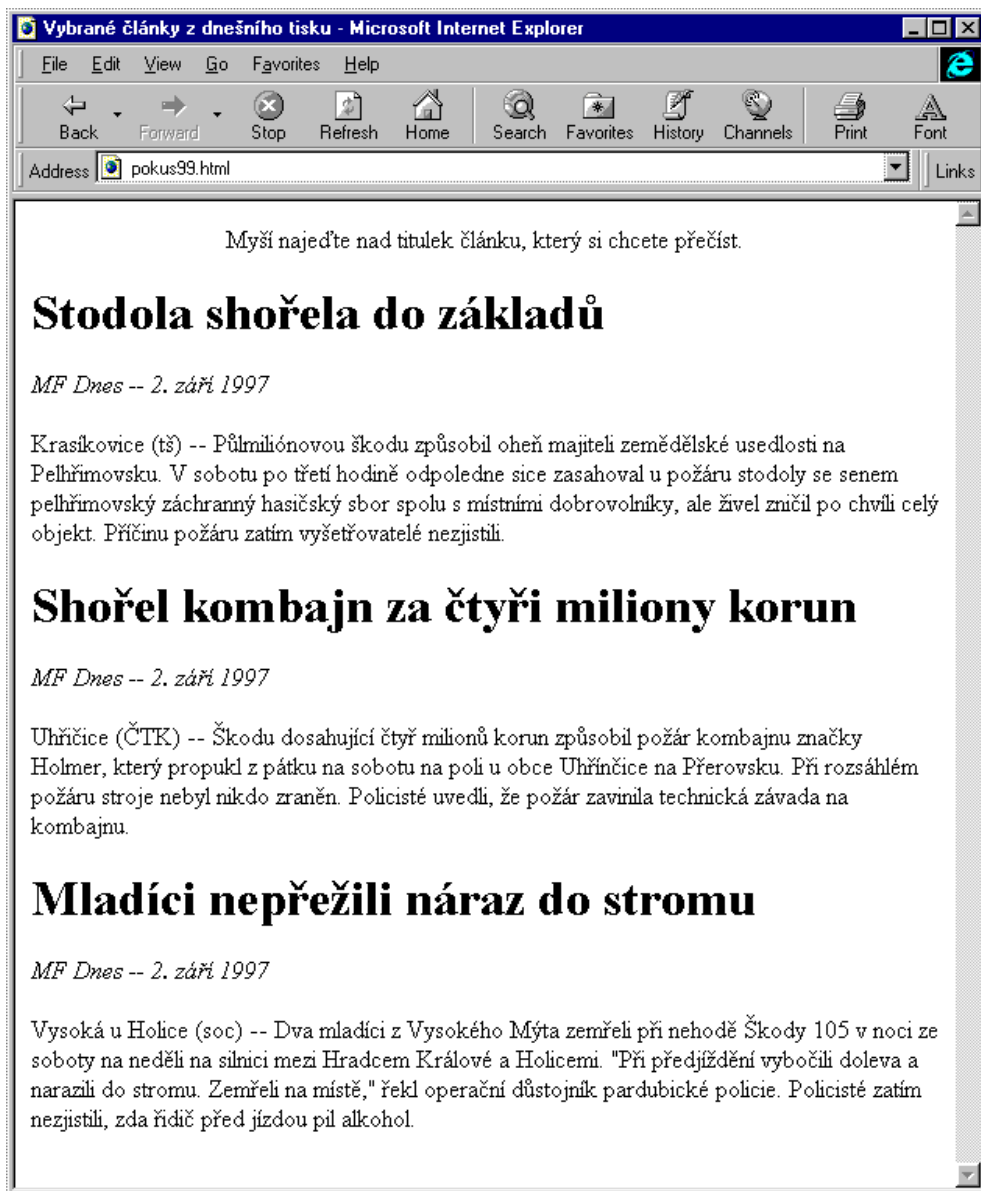 Vybrané články z dnešního tisku - Microsoft Internet Explorer
File Edit View Go Favorites Help
Back Forward Stop Refresh Home Search Favorites History Channels Print Font
Address pokus99.html Links
Myší najeďte nad titulek článku, který si chcete přečíst.
Stodola shořela do základů
MF Dnes -- 2. září 1997
Krasíkovice (tš) -- Půlmiliónovou škodu způsobil oheň majiteli zemědělské usedlosti na
Pelhřimovsku. V sobotu po třetí hodině odpoledne sice zasahoval u požáru stodoly se senem
pelhřimovský záchranný hasičský sbor spolu s místními dobrovolníky, ale živel zničil po chvíli celý
objekt. Příčinu požáru zatím vyšetřovatelé nezjistili.
Shořel kombajn za čtyři miliony korun
MF Dnes -- 2. září 1997
Uhřičice (ČTK) -- Škodu dosahující čtyř milionů korun způsobil požár kombajnu značky
Holmer, který propukl z pátku na sobotu na poli u obce Uhřínčice na Přerovsku. Při rozsáhlém
požáru stroje nebyl nikdo zraněn. Policisté uvedli, že požár zavinila technická závada na
kombajnu.
Mladíci nepřežili náraz do stromu
MF Dnes -- 2. září 1997
Vysoká u Holice (soc) -- Dva mladíci z Vysokého Mýta zemřeli při nehodě Škody 105 v noci ze
soboty na neděli na silnici mezi Hradcem Králové a Holicemi. "Při předjíždění vybočili doleva a
narazili do stromu. Zemřeli na místě," řekl operační důstojník pardubické policie. Policisté zatím
nezjistili, zda řidič před jízdou pil alkohol.